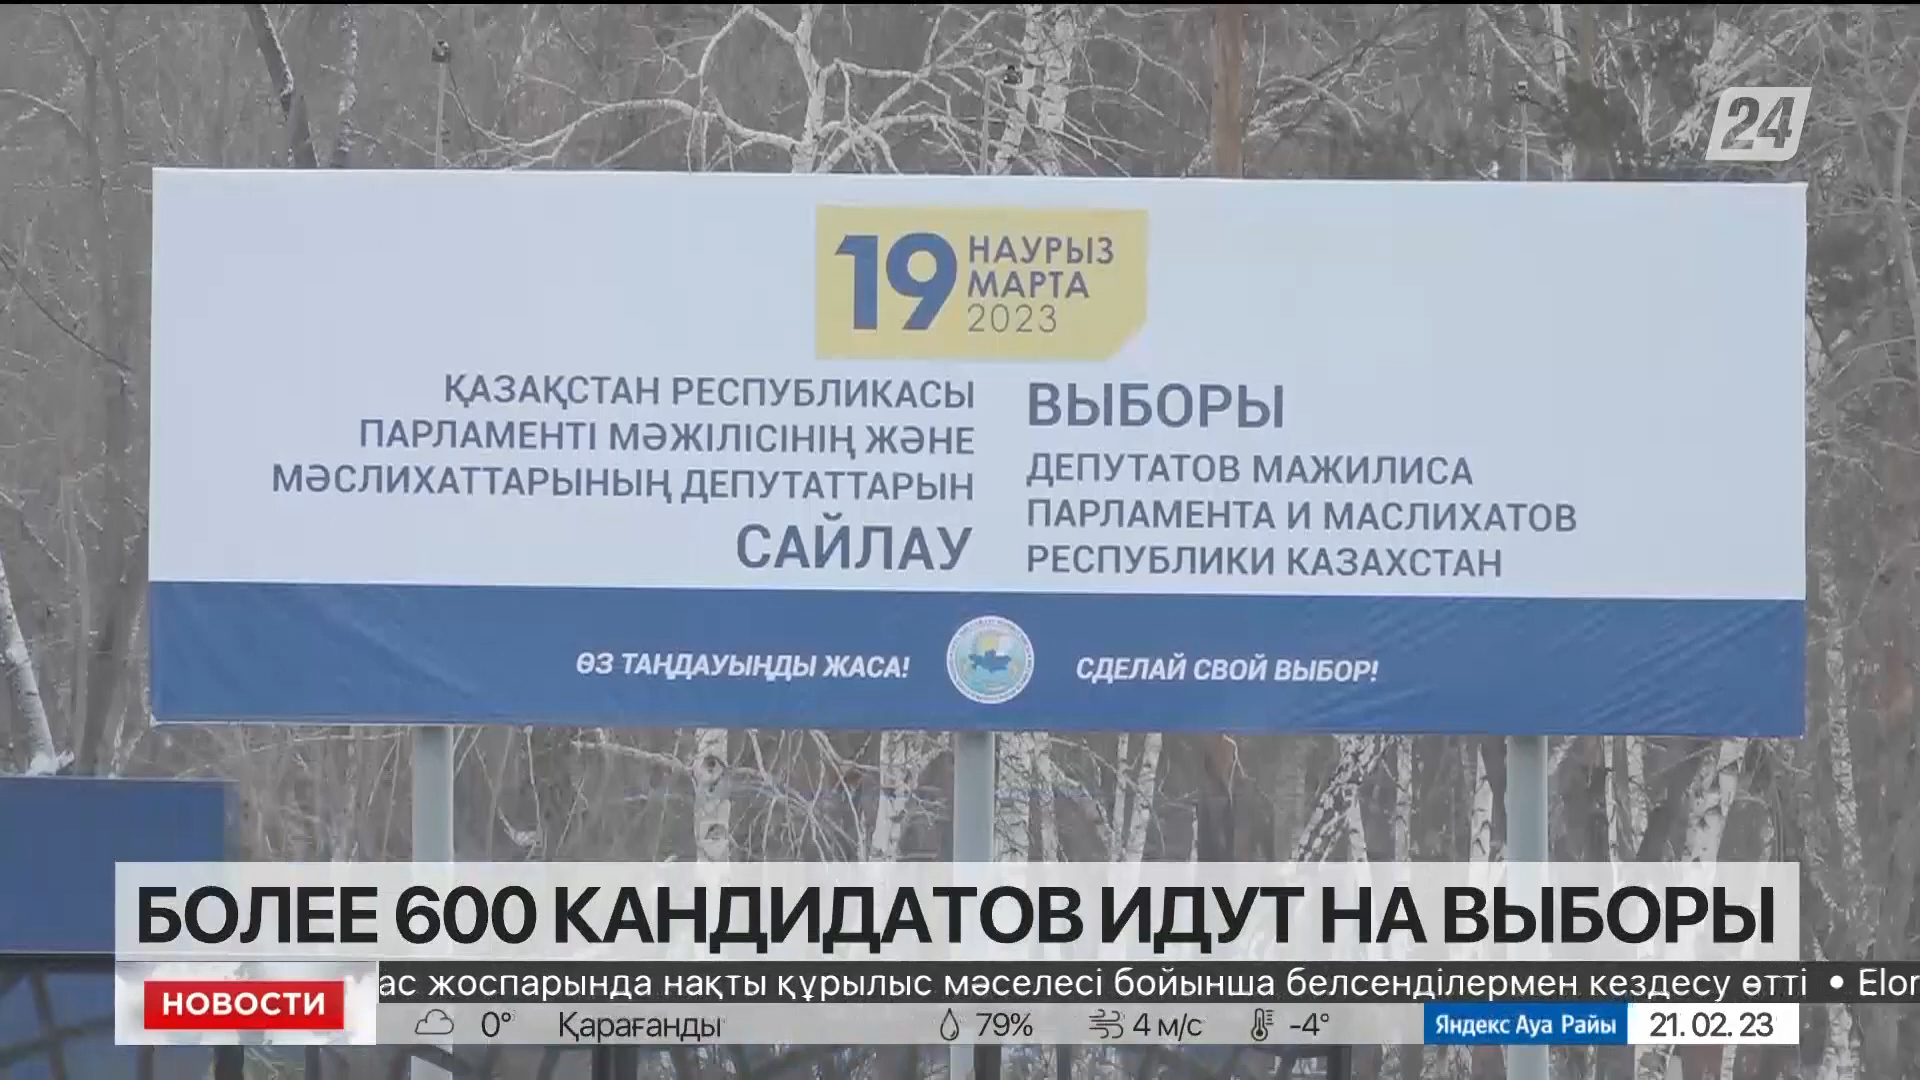 24
19 НАУРЫЗ
МАРТА
2023
ҚАЗАҚСТАН РЕСПУБЛИКАСЫ
ПАРЛАМЕНТІ МӘЖІЛІСІНІҢ ЖӘНЕ
МӘСЛИХАТТАРЫНЫҢ ДЕПУТАТТАРЫН
САЙЛАУ
ВЫБОРЫ
ДЕПУТАТОВ МАЖИЛИСА
ПАРЛАМЕНТА И МАСЛИХАТОВ
РЕСПУБЛИКИ КАЗАХСТАН
ӨЗ ТАҢДАУЫҢДЫ ЖАСА!
СДЕЛАЙ СВОЙ ВЫБОР!
БОЛЕЕ 600 КАНДИДАТОВ ИДУТ НА ВЫБОРЫ
НОВОСТИ
ас жоспарында нақты құрылыс мәселесі бойынша белсенділермен кездесу өтті • Elor
0° Қарағанды 79% 4 м/с -4° Яндекс Ауа Райы 21. 02. 23